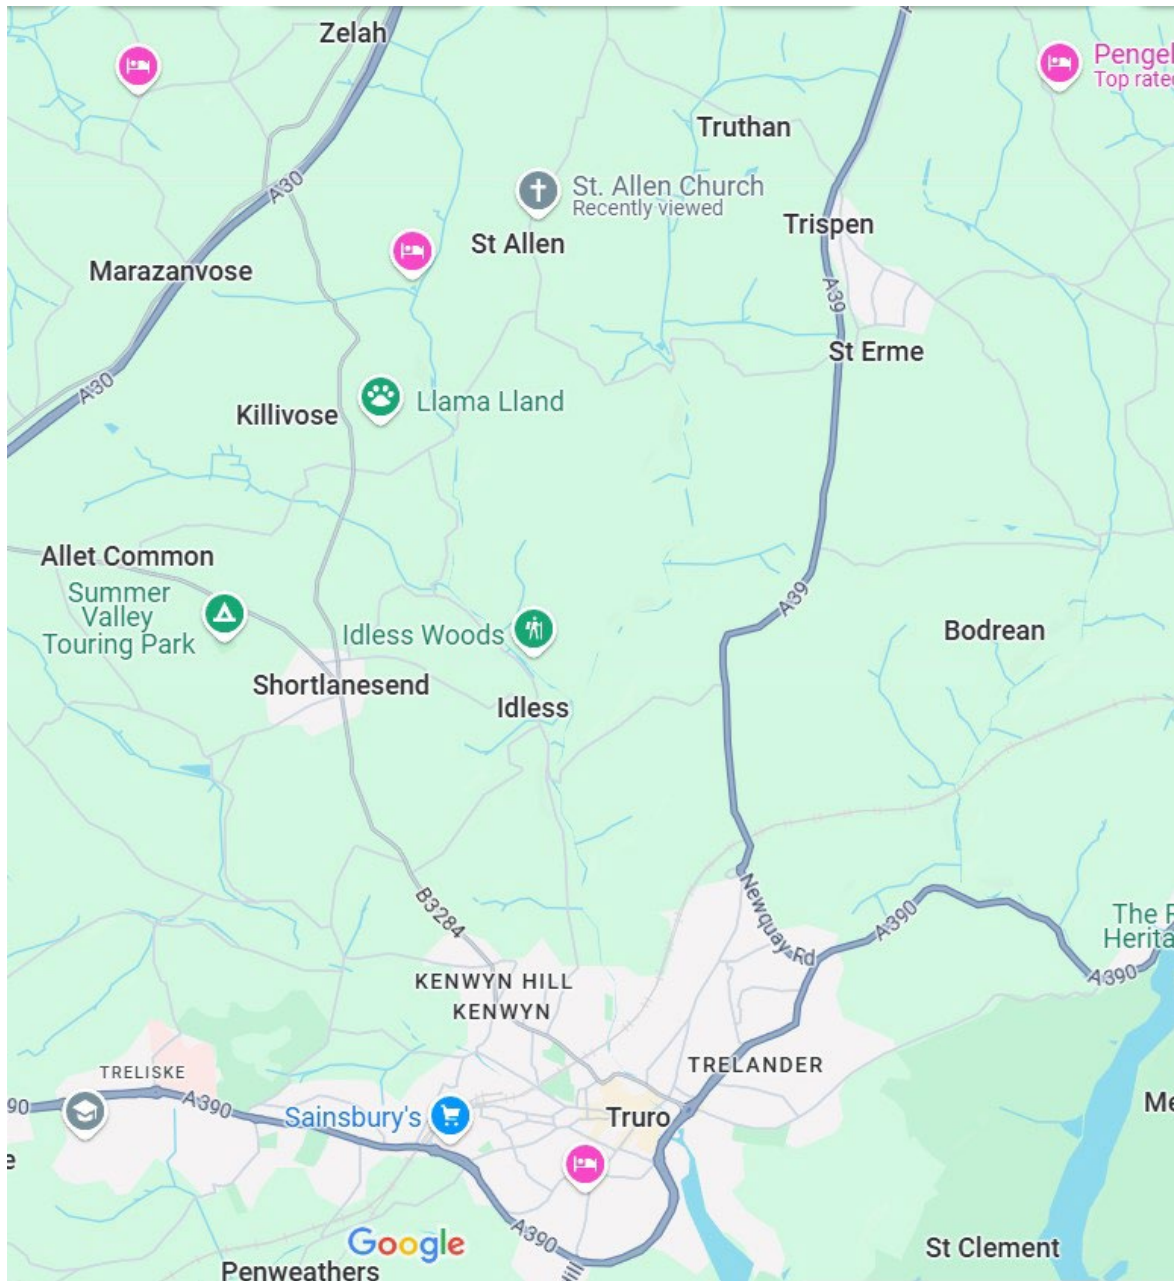 Zelah
Pengel
Top rate
Truthan
St. Allen Church
Recently viewed
A30
Trispen
St Allen
Marazanvose
A39
St Erme
A30
Llama Lland
Killivose
Allet Common
Summer
Valley
Touring Park
A39
Idless Woods
Bodrean
Shortlanesend
Idless
B3284
Newquay Rd
A390
The
Herita
A390
KENWYN HILL
KENWYN
TRELANDER
TRELISKE
90
A390
Sainsbury's
Truro
Me
e
A390
Google
St Clement
Penweathers